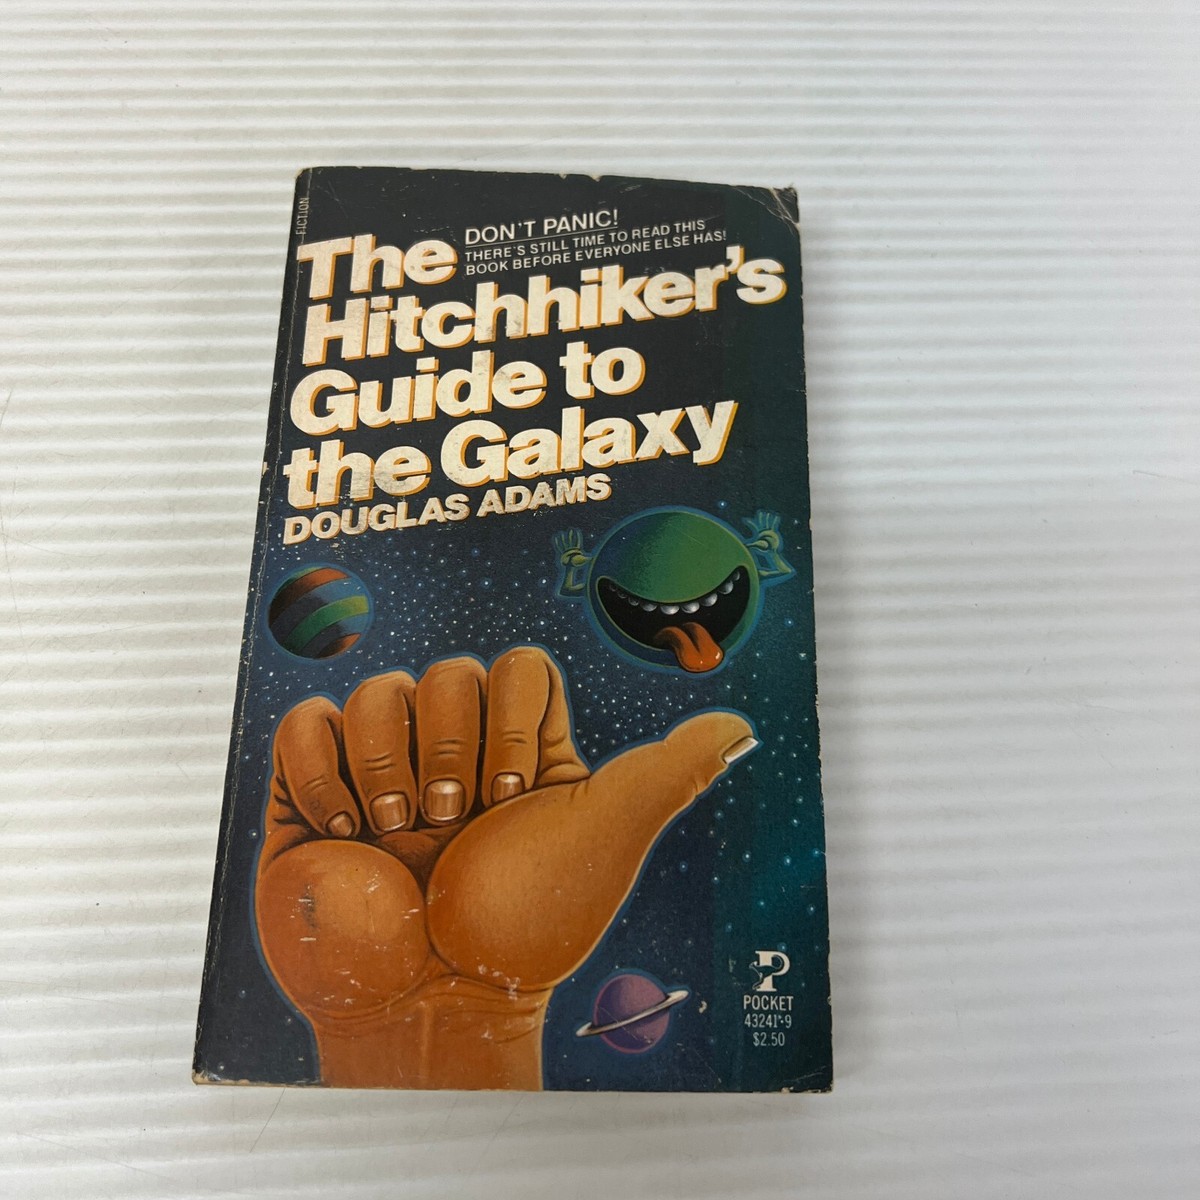 FICTION
DON'T PANIC!
THERE'S STILL TIME TO READ THIS
BOOK BEFORE EVERYONE ELSE HAS!
The
Hitchhiker's
Guide to
the Galaxy
DOUGLAS ADAMS
P
POCKET
43241-9
$2.50